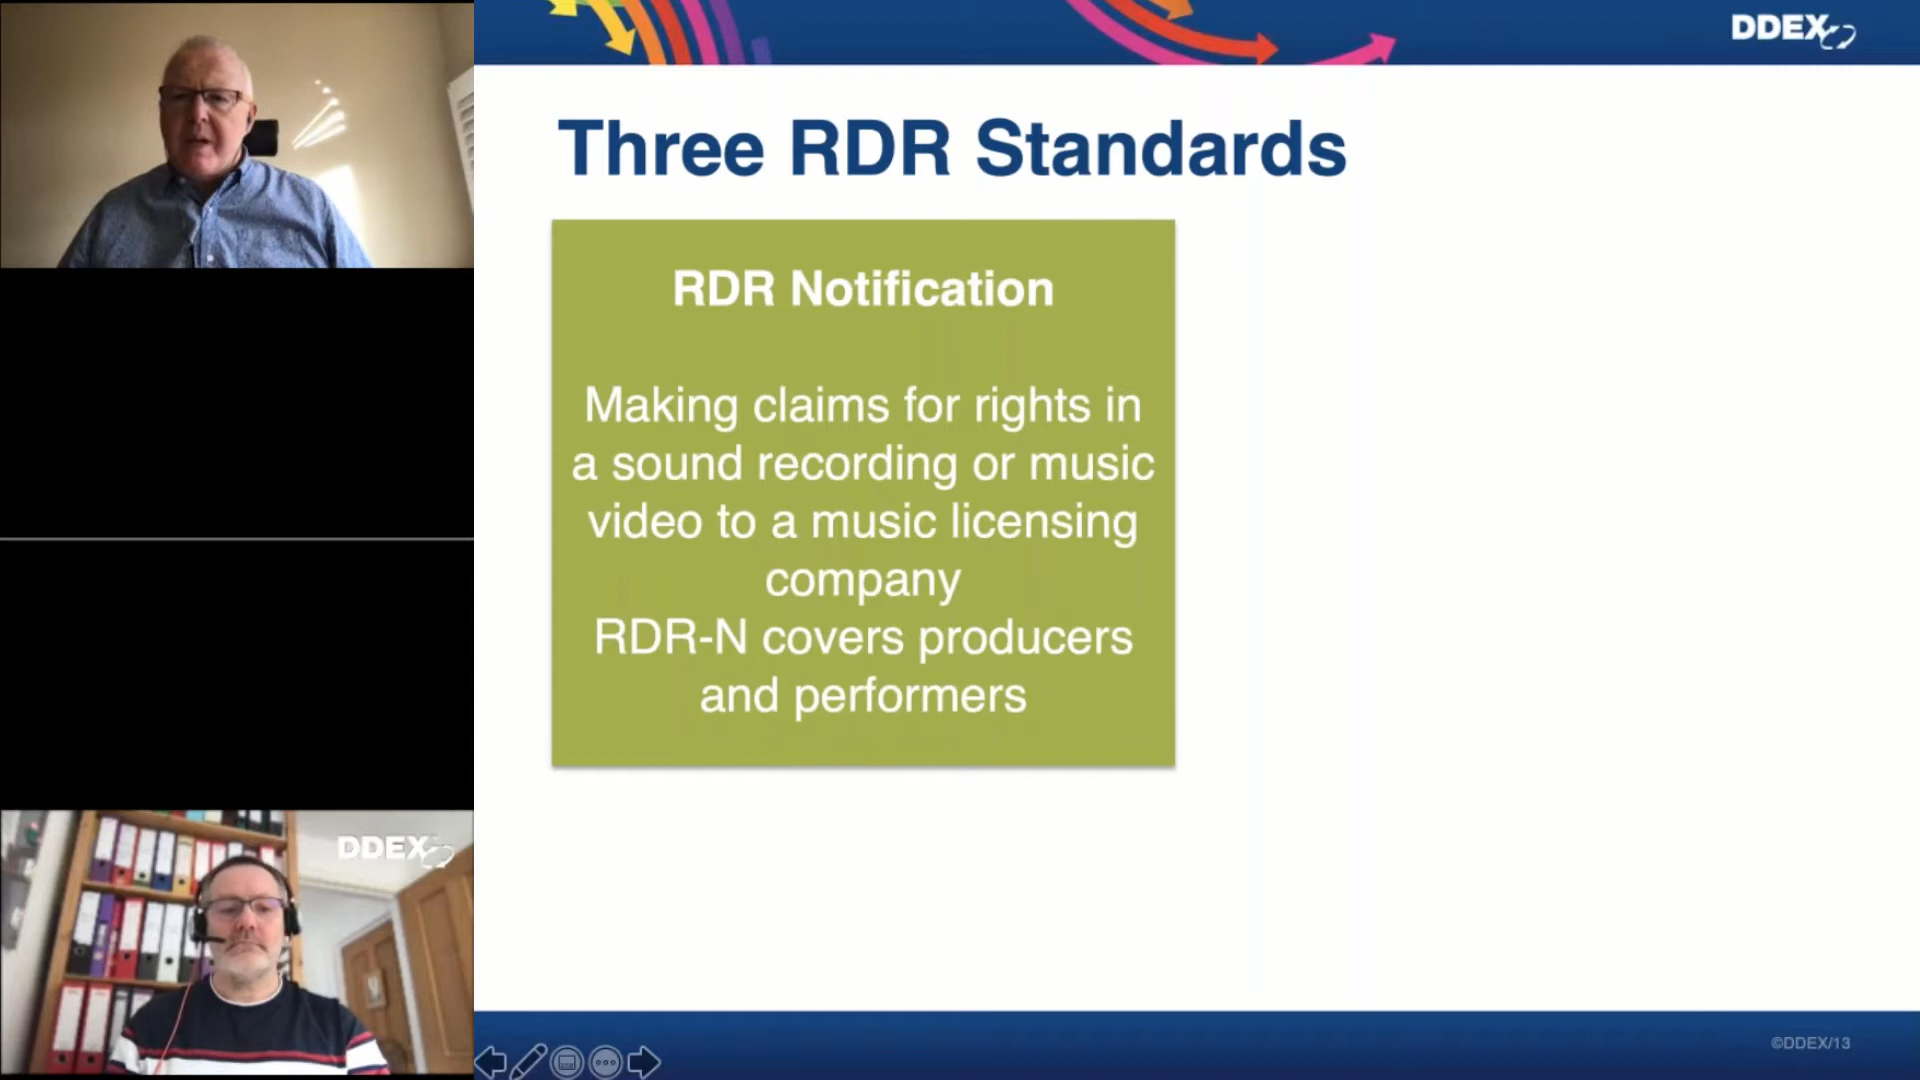 DDEX
Three RDR Standards
RDR Notification
Making claims for rights in
a sound recording or music
video to a music licensing
company
RDR-N covers producers
and performers
DDEX
©DDEX/13